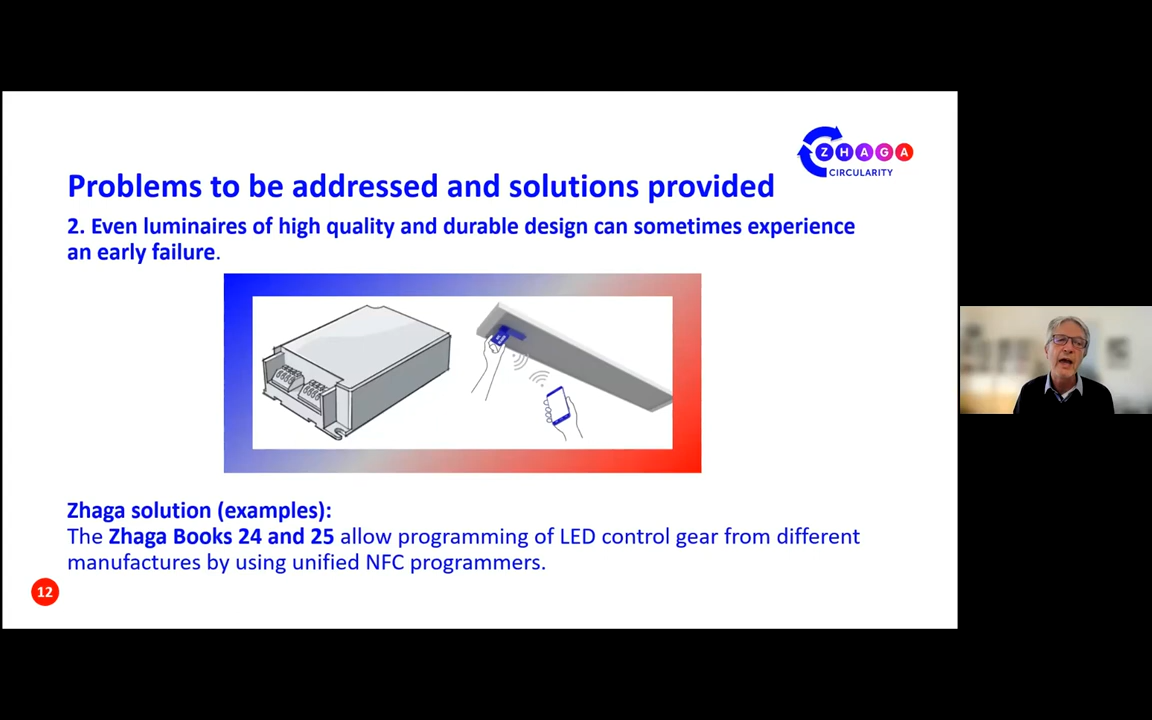 ZHAGA
CIRCULARITY
Problems to be addressed and solutions provided
2. Even luminaires of high quality and durable design can sometimes experience
an early failure.
Zhaga solution (examples):
The Zhaga Books 24 and 25 allow programming of LED control gear from different
manufactures by using unified NFC programmers.
12